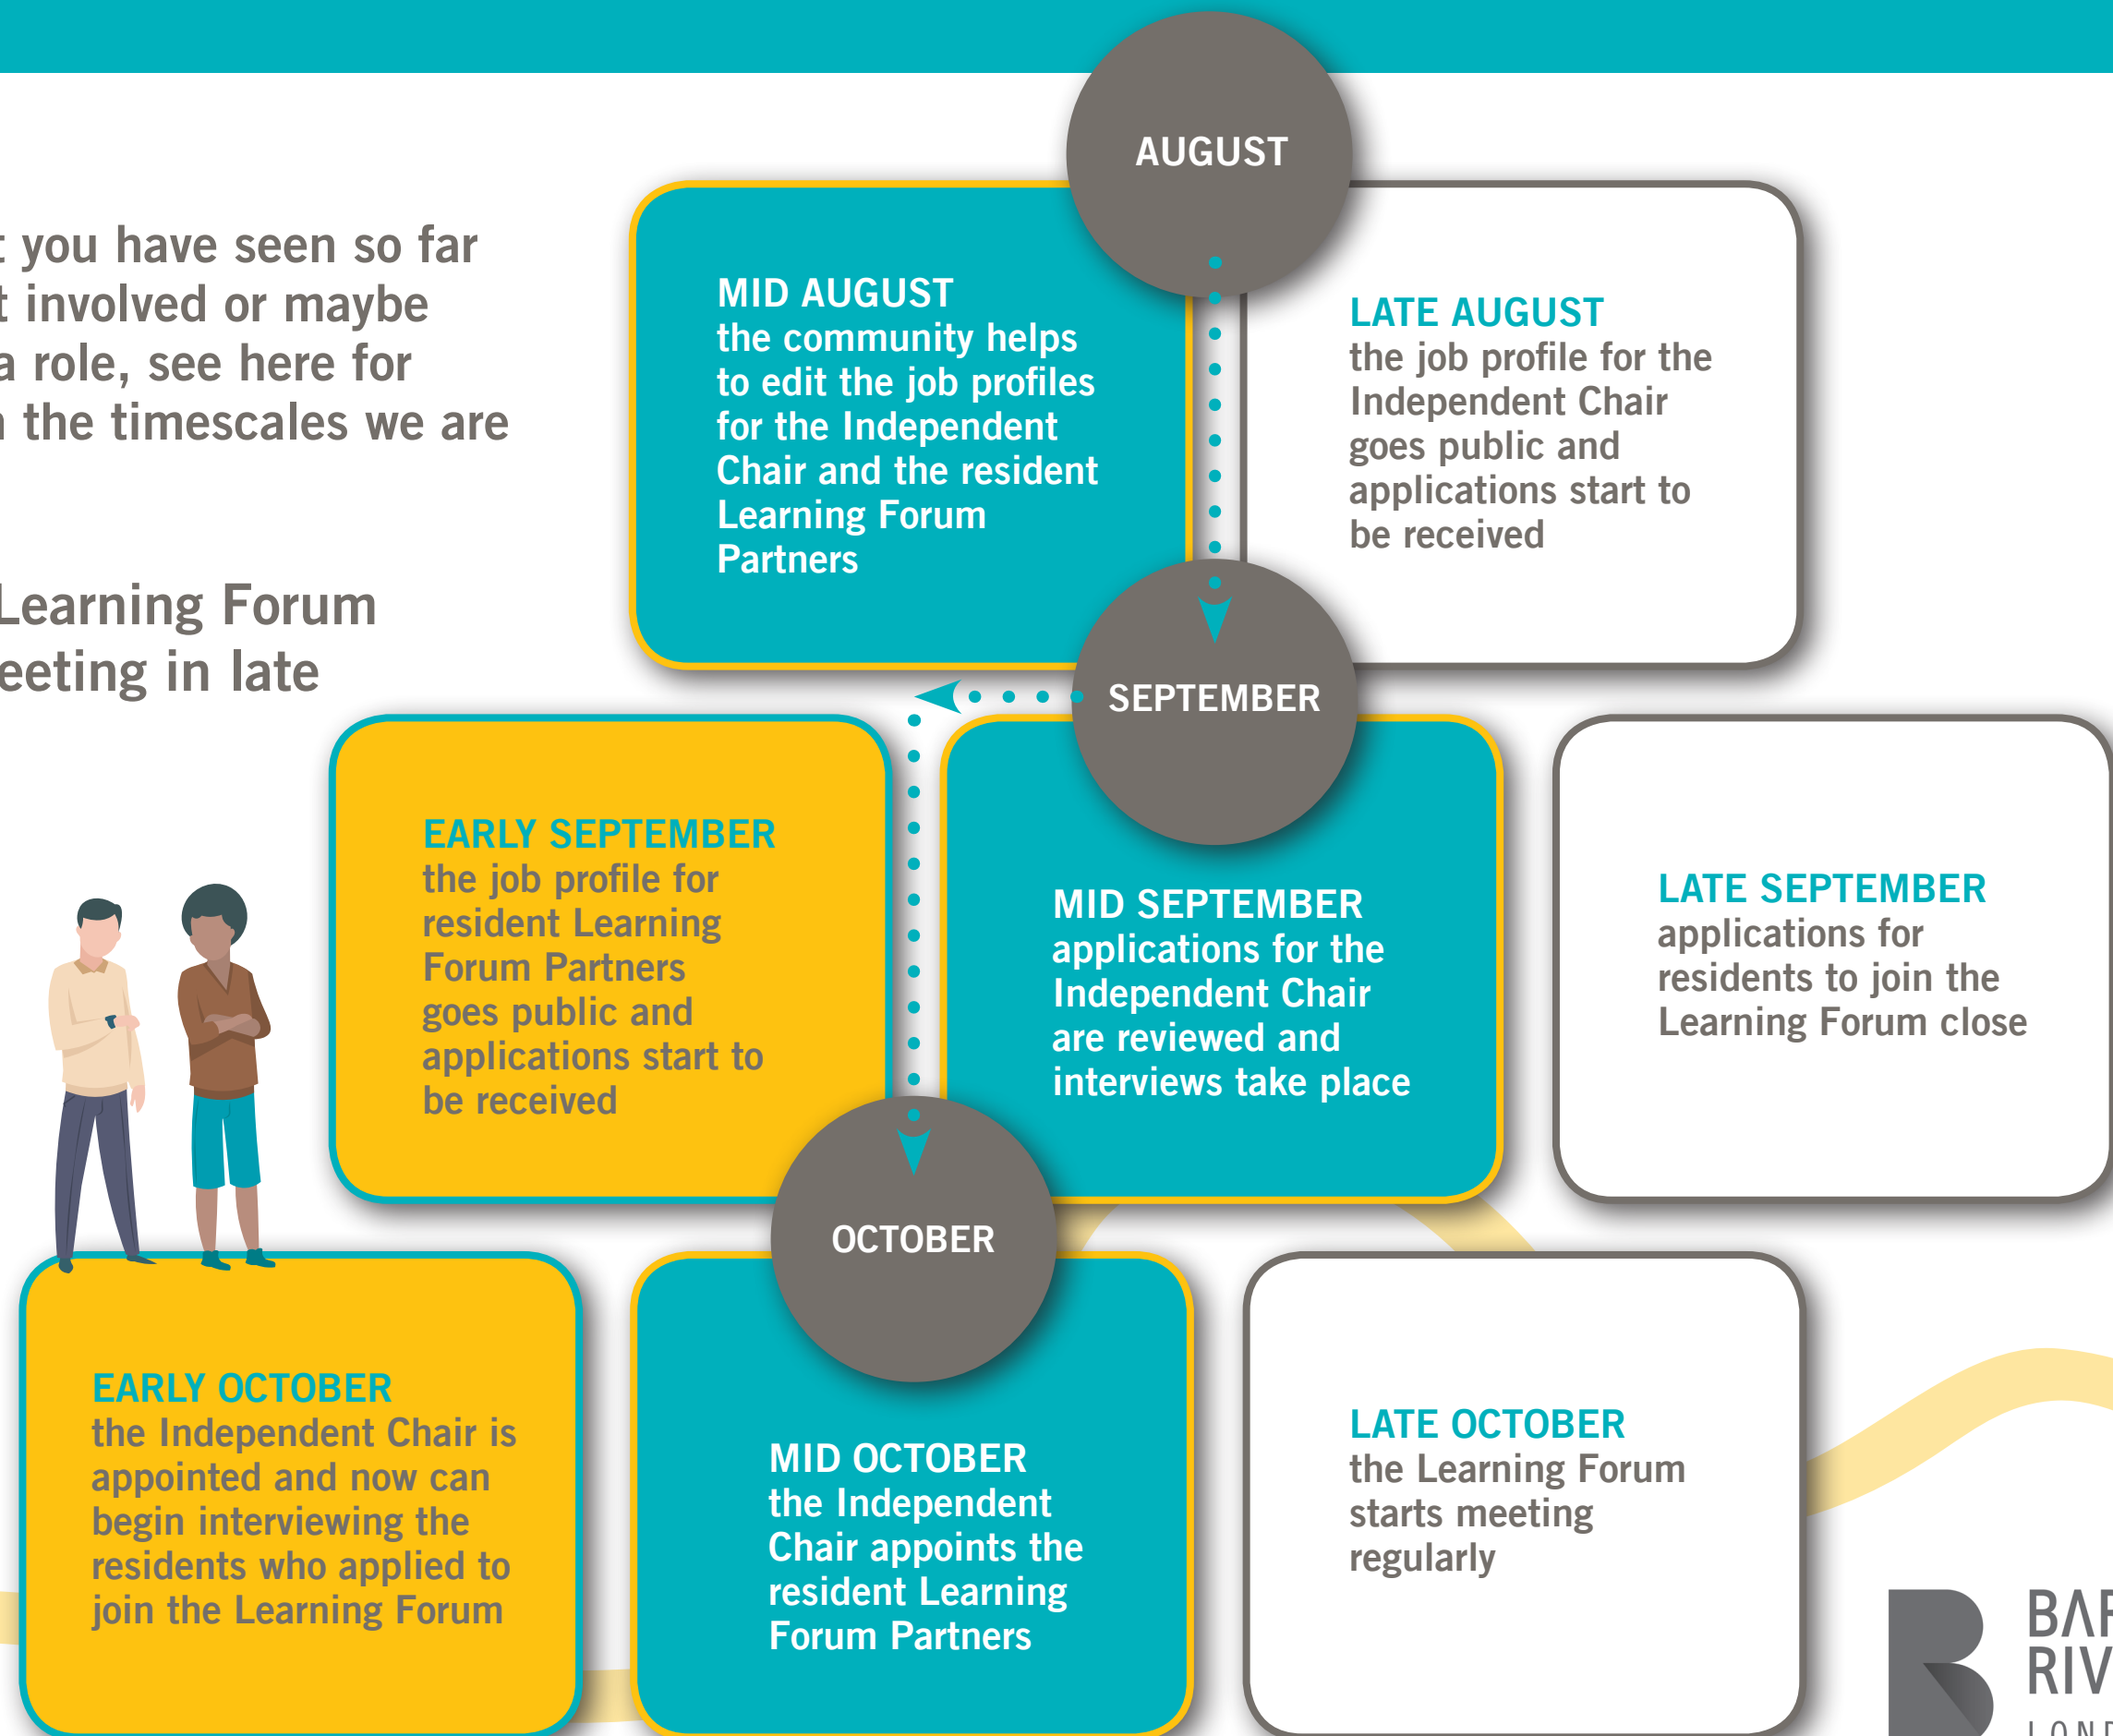 you have seen so far
involved or maybe
a role, see here for
the timescales we are
Learning Forum
eeting in late
AUGUST
MID AUGUST
the community helps
to edit the job profiles
for the Independent
Chair and the resident
Learning Forum
Partners
LATE AUGUST
the job profile for the
Independent Chair
goes public and
applications start to
be received
SEPTEMBER
EARLY SEPTEMBER
the job profile for
resident Learning
Forum Partners
goes public and
applications start to
be received
MID SEPTEMBER
applications for the
Independent Chair
are reviewed and
interviews take place
LATE SEPTEMBER
applications for
residents to join the
Learning Forum close
OCTOBER
EARLY OCTOBER
the Independent Chair is
appointed and now can
begin interviewing the
residents who applied to
join the Learning Forum
MID OCTOBER
the Independent
Chair appoints the
resident Learning
Forum Partners
LATE OCTOBER
the Learning Forum
starts meeting
regularly
RIV